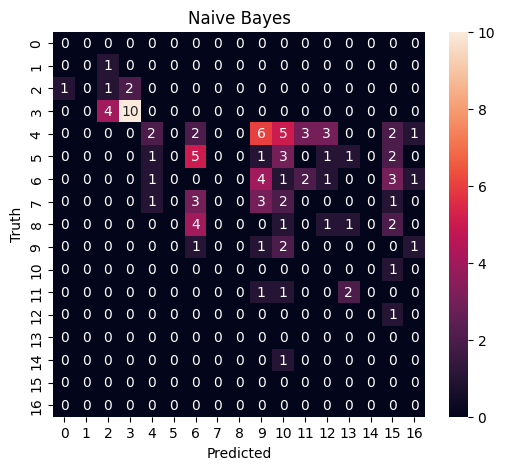 Naive Bayes
0 0 0 0 0 0 0 0 0 0 0 0 0 0 0 0 0 0
1 0 0 1 0 0 0 0 0 0 0 0 0 0 0 0 0 0
2 1 0 1 2 0 0 0 0 0 0 0 0 0 0 0 0 0
3 0 0 4 10 0 0 0 0 0 0 0 0 0 0 0 0 0
4 0 0 0 0 2 0 2 0 0 6 5 3 3 0 0 2 1
5 0 0 0 0 1 0 5 0 0 1 3 0 1 1 0 2 0
6 0 0 0 0 1 0 0 0 0 4 1 2 1 0 0 3 1
7 0 0 0 0 1 0 3 0 0 3 2 0 0 0 0 1 0
8 0 0 0 0 0 0 4 0 0 0 1 0 1 1 0 2 0
9 0 0 0 0 0 0 1 0 0 1 2 0 0 0 0 0 1
10 0 0 0 0 0 0 0 0 0 0 0 0 0 0 0 1 0
11 0 0 0 0 0 0 0 0 0 1 1 0 0 2 0 0 0
12 0 0 0 0 0 0 0 0 0 0 0 0 0 0 0 1 0
13 0 0 0 0 0 0 0 0 0 0 0 0 0 0 0 0 0
14 0 0 0 0 0 0 0 0 0 0 1 0 0 0 0 0 0
15 0 0 0 0 0 0 0 0 0 0 0 0 0 0 0 0 0
16 0 0 0 0 0 0 0 0 0 0 0 0 0 0 0 0 0
0 1 2 3 4 5 6 7 8 9 10 11 12 13 14 15 16
Predicted
Truth
10
8
6
4
2
0